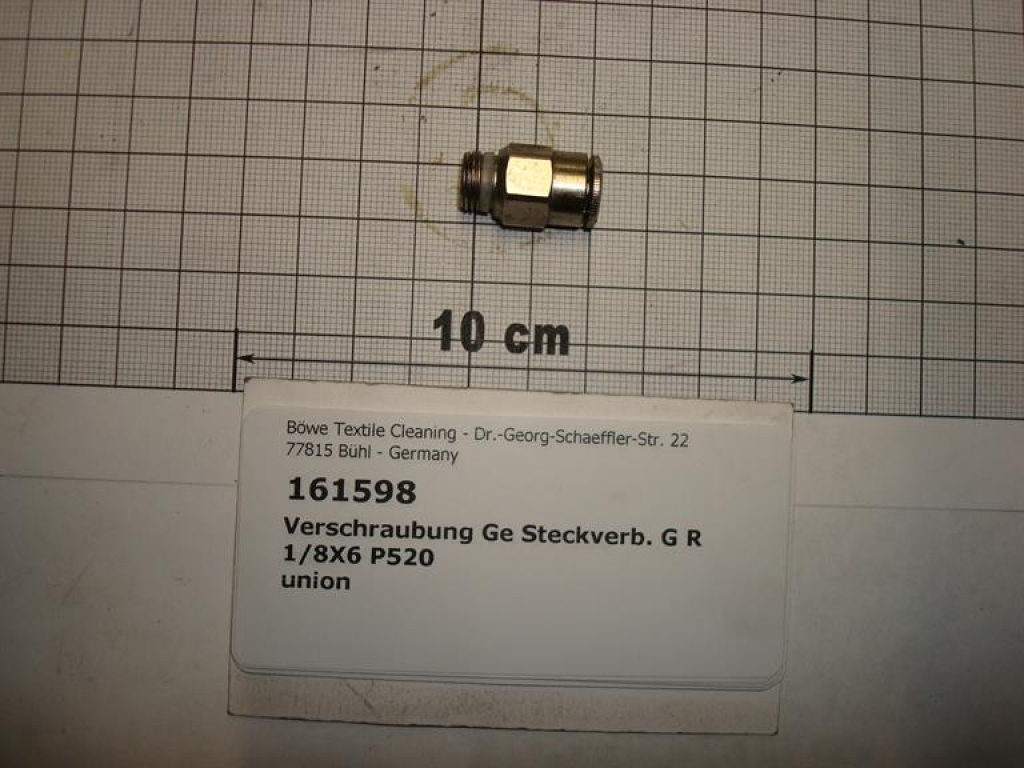 10 cm
Böwe Textile Cleaning - Dr.-Georg-Schaeffler-Str. 22
77815 Bühl - Germany
161598
Verschraubung Ge Steckverb. G R
1/8X6 P520
union